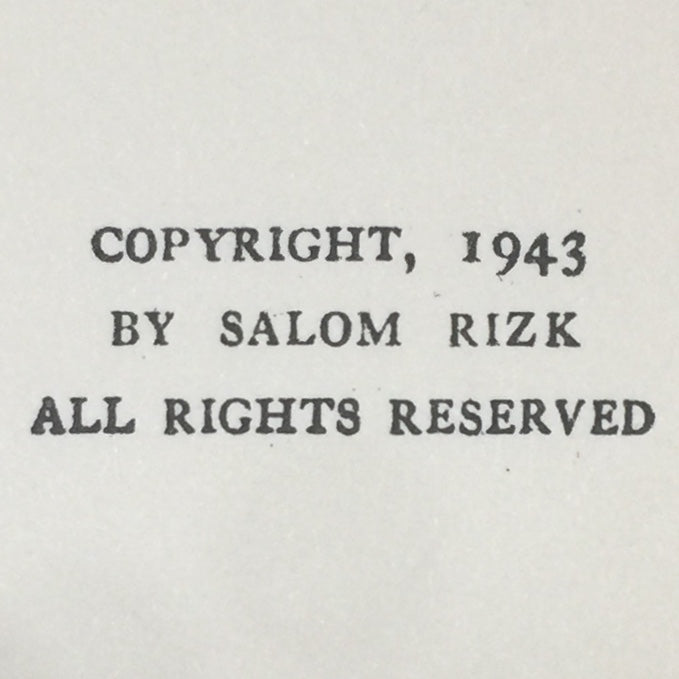 COPYRIGHT, 1943
BY SALOM RIZK
ALL RIGHTS RESERVED